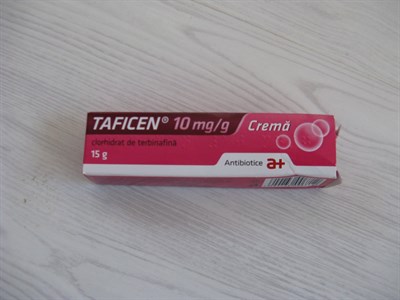 TAFICEN® 10 mg/g Cremă
clorhidrat de terbinafină
15 g
Antibiotice a+